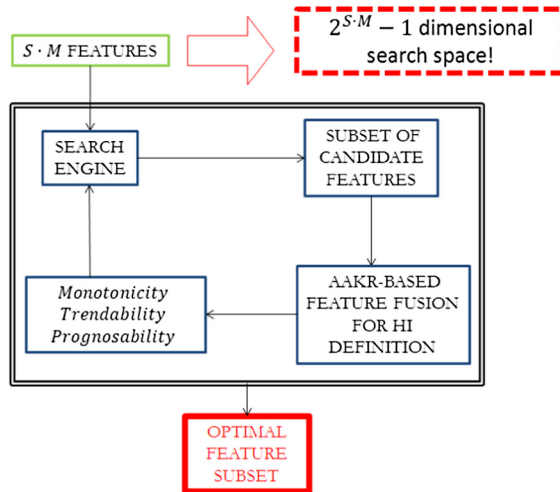 S · M FEATURES
2^{S·M} − 1 dimensional
search space!
SEARCH
ENGINE
SUBSET OF
CANDIDATE
FEATURES
AAKR-BASED
FEATURE FUSION
FOR HI
DEFINITION
Monotonicity
Trendability
Prognosability
OPTIMAL
FEATURE
SUBSET